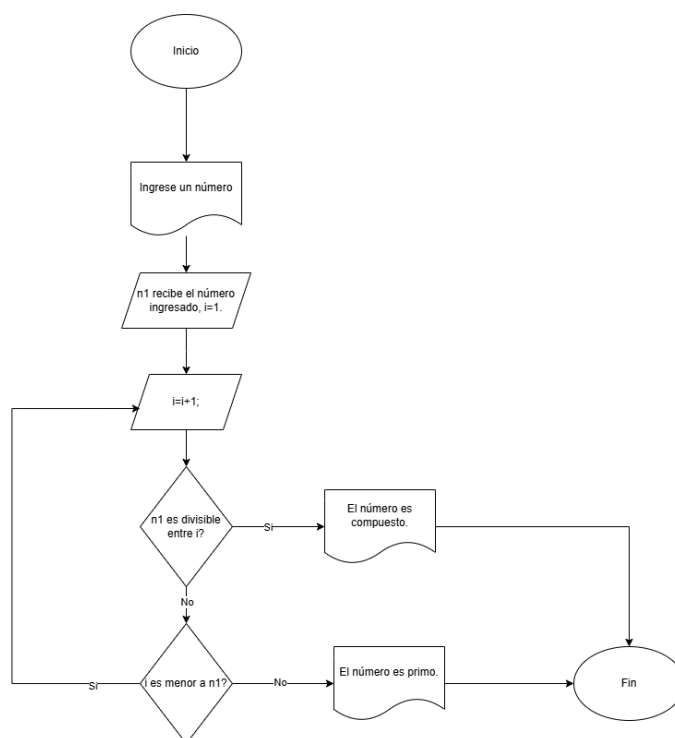 Inicio
Ingrese un número
n1 recibe el número
ingresado, i=1.
i=i+1;
n1 es divisible
entre i?
Si
El número es
compuesto.
No
i es menor a n1?
Si
No
El número es primo.
Fin